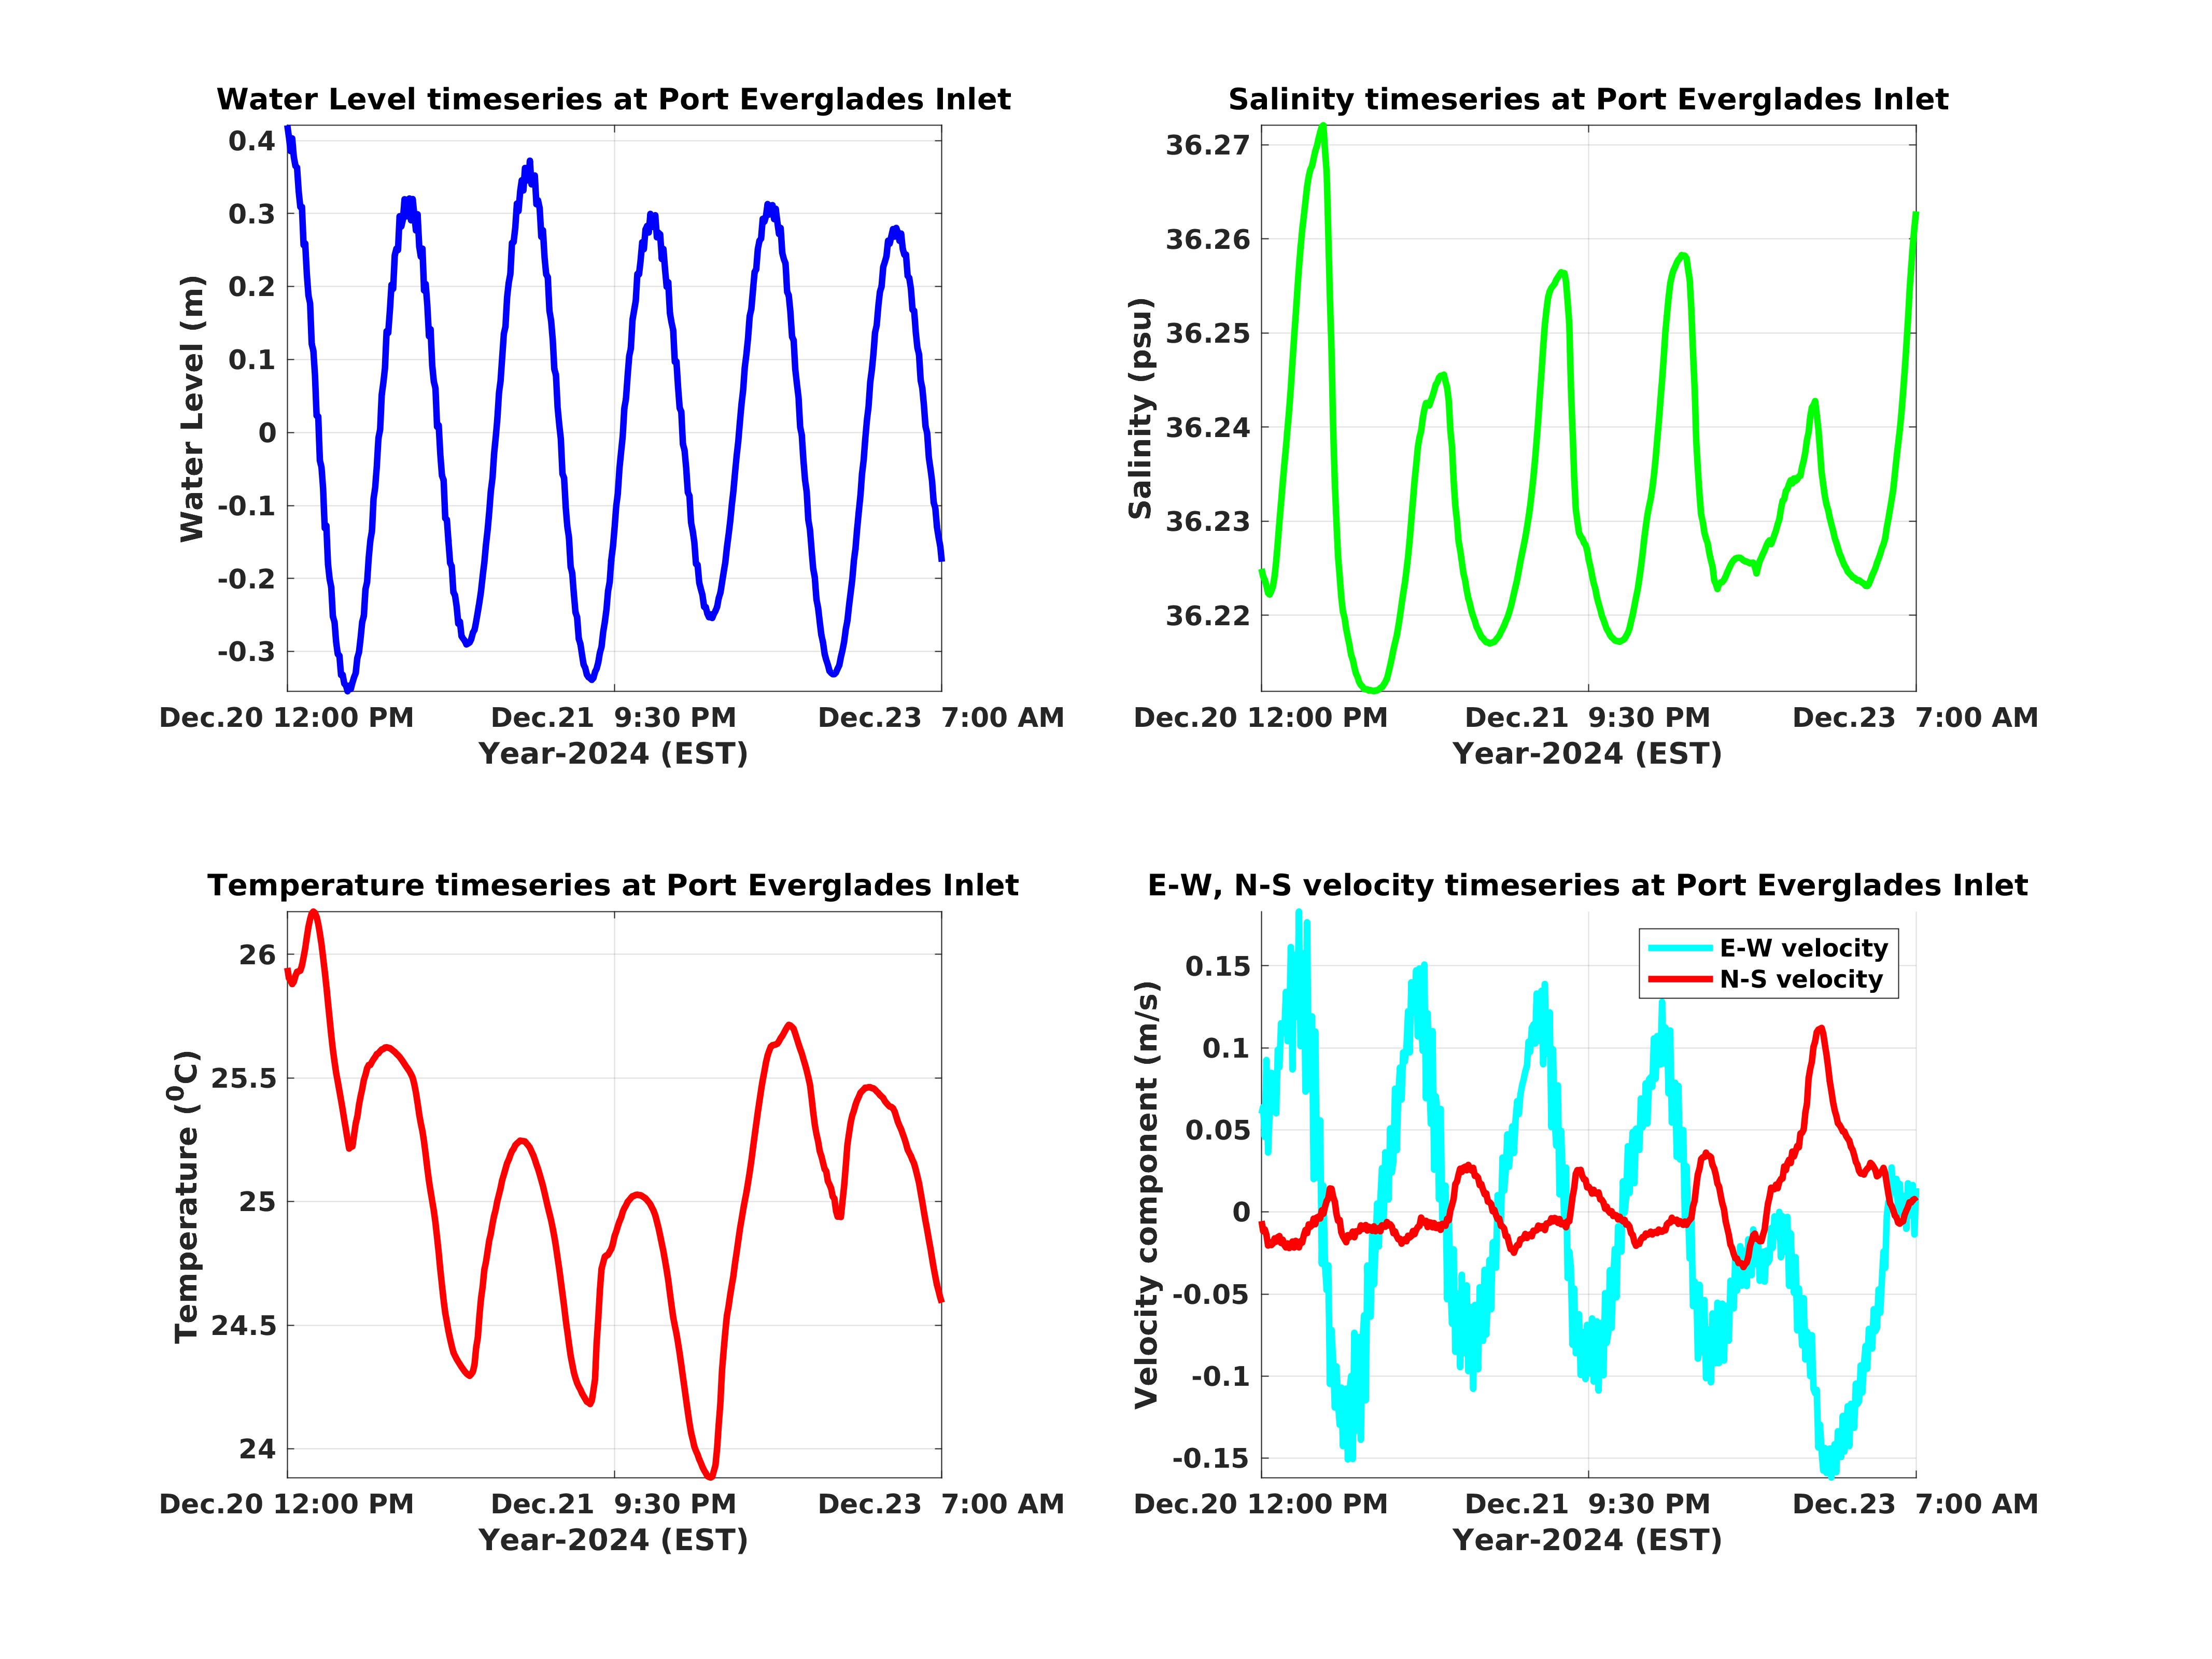 Water Level timeseries at Port Everglades Inlet
Water Level (m)
0.4
0.3
0.2
0.1
0
-0.1
-0.2
-0.3
Dec.20 12:00 PM
Dec.21 9:30 PM
Dec.23 7:00 AM
Year-2024 (EST)
Salinity timeseries at Port Everglades Inlet
Salinity (psu)
36.27
36.26
36.25
36.24
36.23
36.22
Dec.20 12:00 PM
Dec.21 9:30 PM
Dec.23 7:00 AM
Year-2024 (EST)
Temperature timeseries at Port Everglades Inlet
Temperature (⁰C)
26
25.5
25
24.5
24
Dec.20 12:00 PM
Dec.21 9:30 PM
Dec.23 7:00 AM
Year-2024 (EST)
E-W, N-S velocity timeseries at Port Everglades Inlet
Velocity component (m/s)
0.15
0.1
0.05
0
-0.05
-0.1
-0.15
E-W velocity
N-S velocity
Dec.20 12:00 PM
Dec.21 9:30 PM
Dec.23 7:00 AM
Year-2024 (EST)